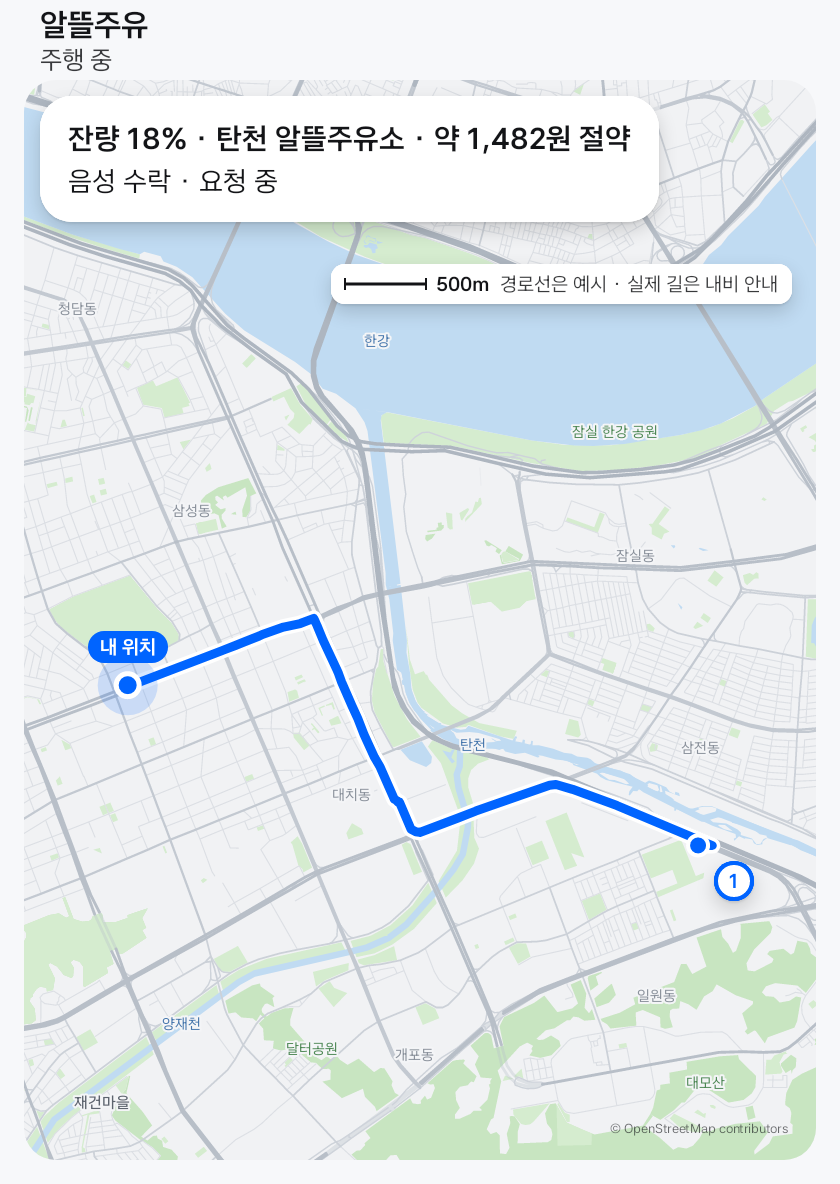 알뜰주유
주행 중
잔량 18% · 탄천 알뜰주유소 · 약 1,482원 절약
음성 수락 · 요청 중
500m 경로선은 예시 · 실제 길은 내비 안내
청담동
한강
잠실 한강 공원
삼성동
잠실동
내 위치
탄천
삼전동
대치동
1
일원동
양재천
달터공원
개포동
대모산
재건마을
© OpenStreetMap contributors